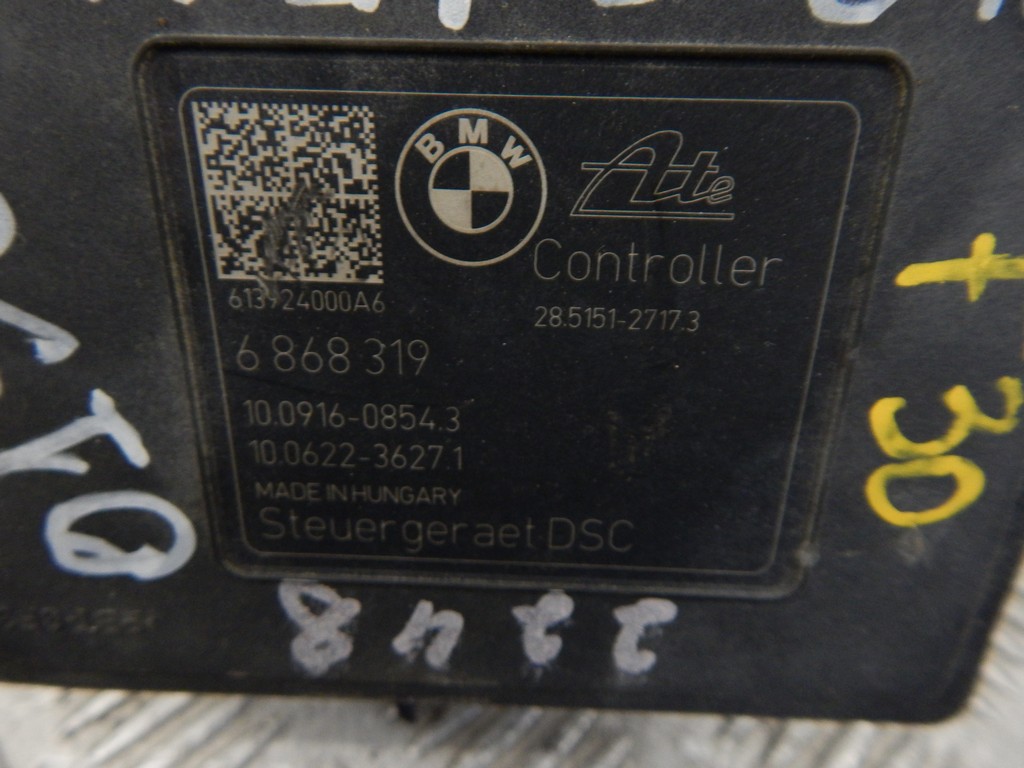 BMW
Ate
Controller
28.5151-2717.3
613924000A6
6 868 319
10.0916-0854.3
10.0622-3627.1
MADE IN HUNGARY
Steuergeraet DSC
+30